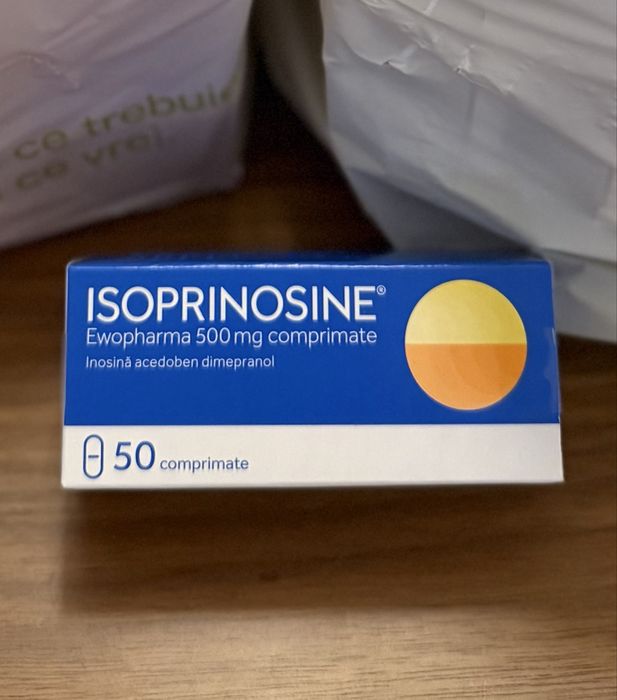 ce trebuie
ce vrei
ISOPRINOSINE®
Ewopharma 500 mg comprimate
Inosină acedoben dimepranol
50 comprimate